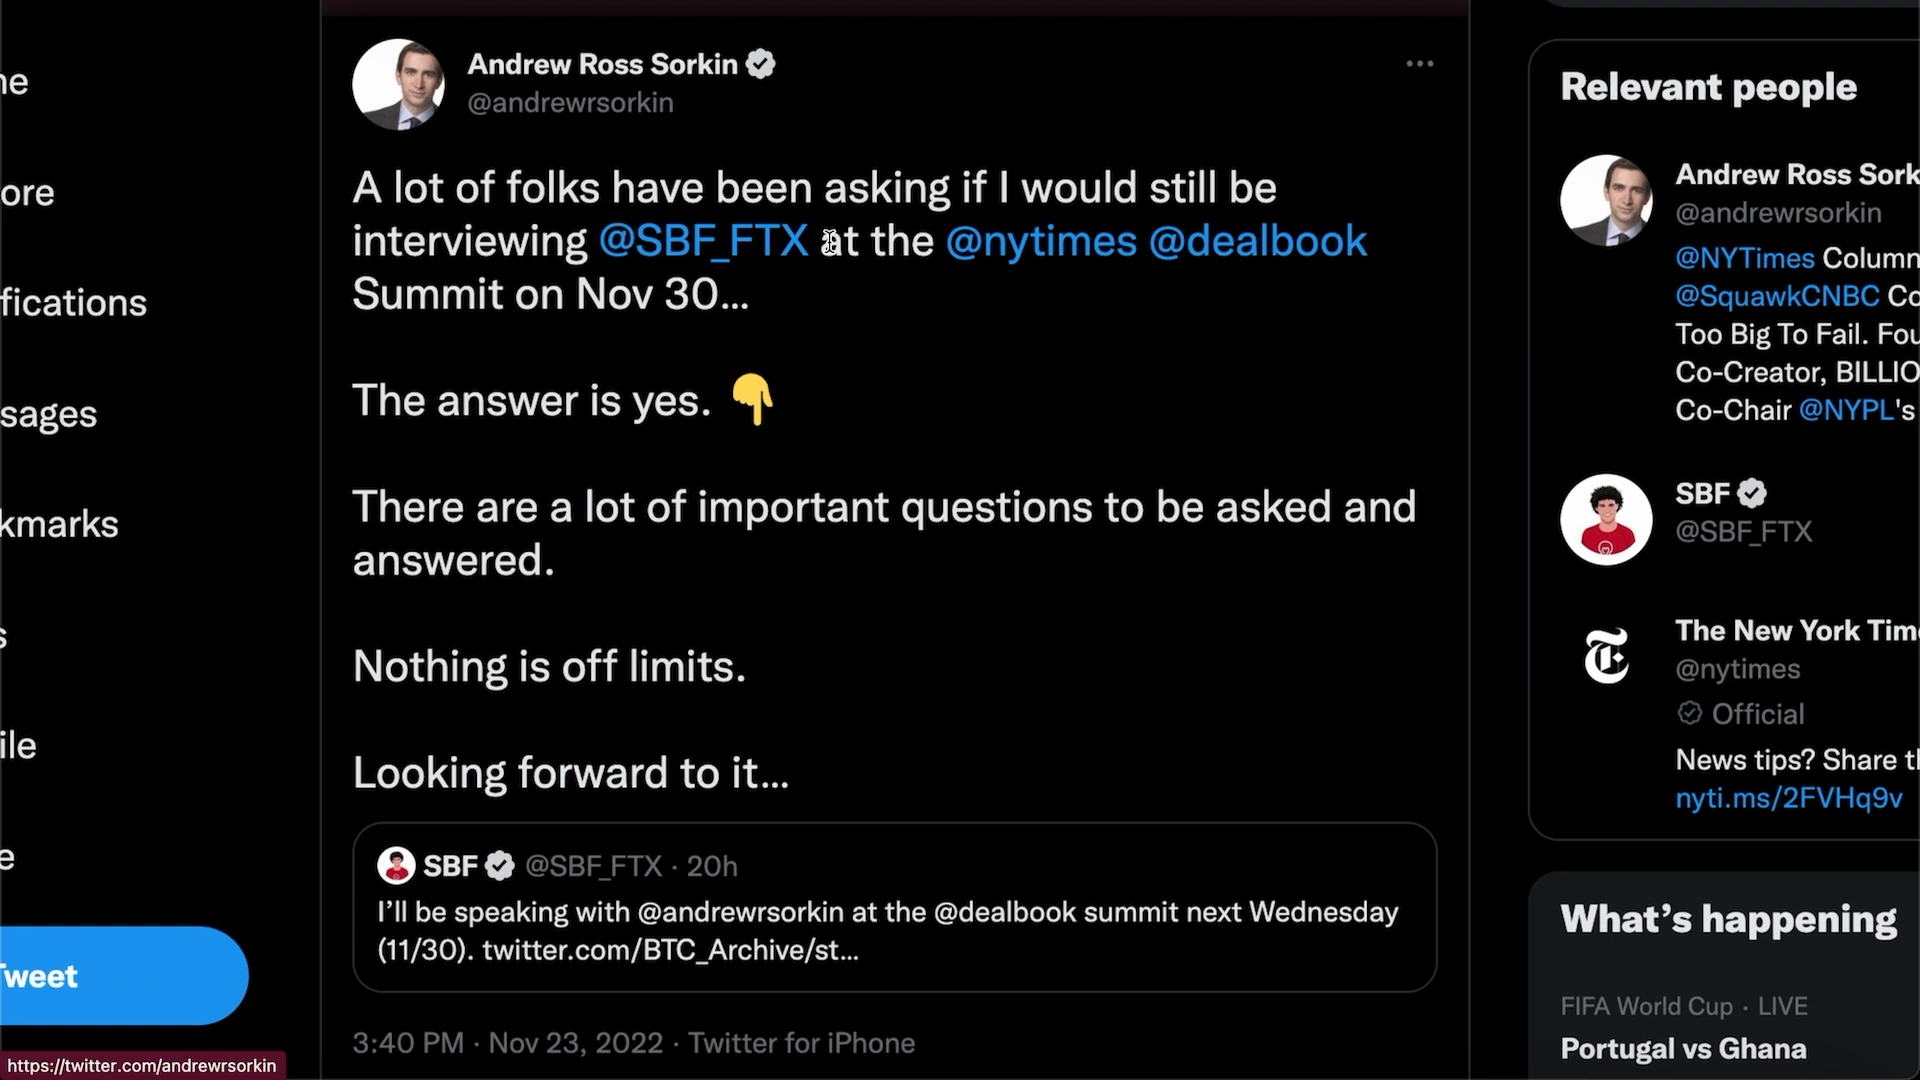 Andrew Ross Sorkin
@andrewrsorkin
A lot of folks have been asking if I would still be
interviewing @SBF_FTX at the @nytimes @dealbook
Summit on Nov 30...
The answer is yes. 👇
There are a lot of important questions to be asked and
answered.
Nothing is off limits.
Looking forward to it...
SBF @SBF_FTX · 20h
I’ll be speaking with @andrewrsorkin at the @dealbook summit next Wednesday
(11/30). twitter.com/BTC_Archive/st...
3:40 PM · Nov 23, 2022 · Twitter for iPhone
ne
ore
fications
sages
kmarks
s
ile
e
Tweet
https://twitter.com/andrewrsorkin
Relevant people
Andrew Ross Sork
@andrewrsorkin
@NYTimes Column
@SquawkCNBC Co
Too Big To Fail. Fou
Co-Creator, BILLIO
Co-Chair @NYPL's
SBF
@SBF_FTX
The New York Tim
@nytimes
Official
News tips? Share t
nyti.ms/2FVHq9v
What’s happening
FIFA World Cup · LIVE
Portugal vs Ghana